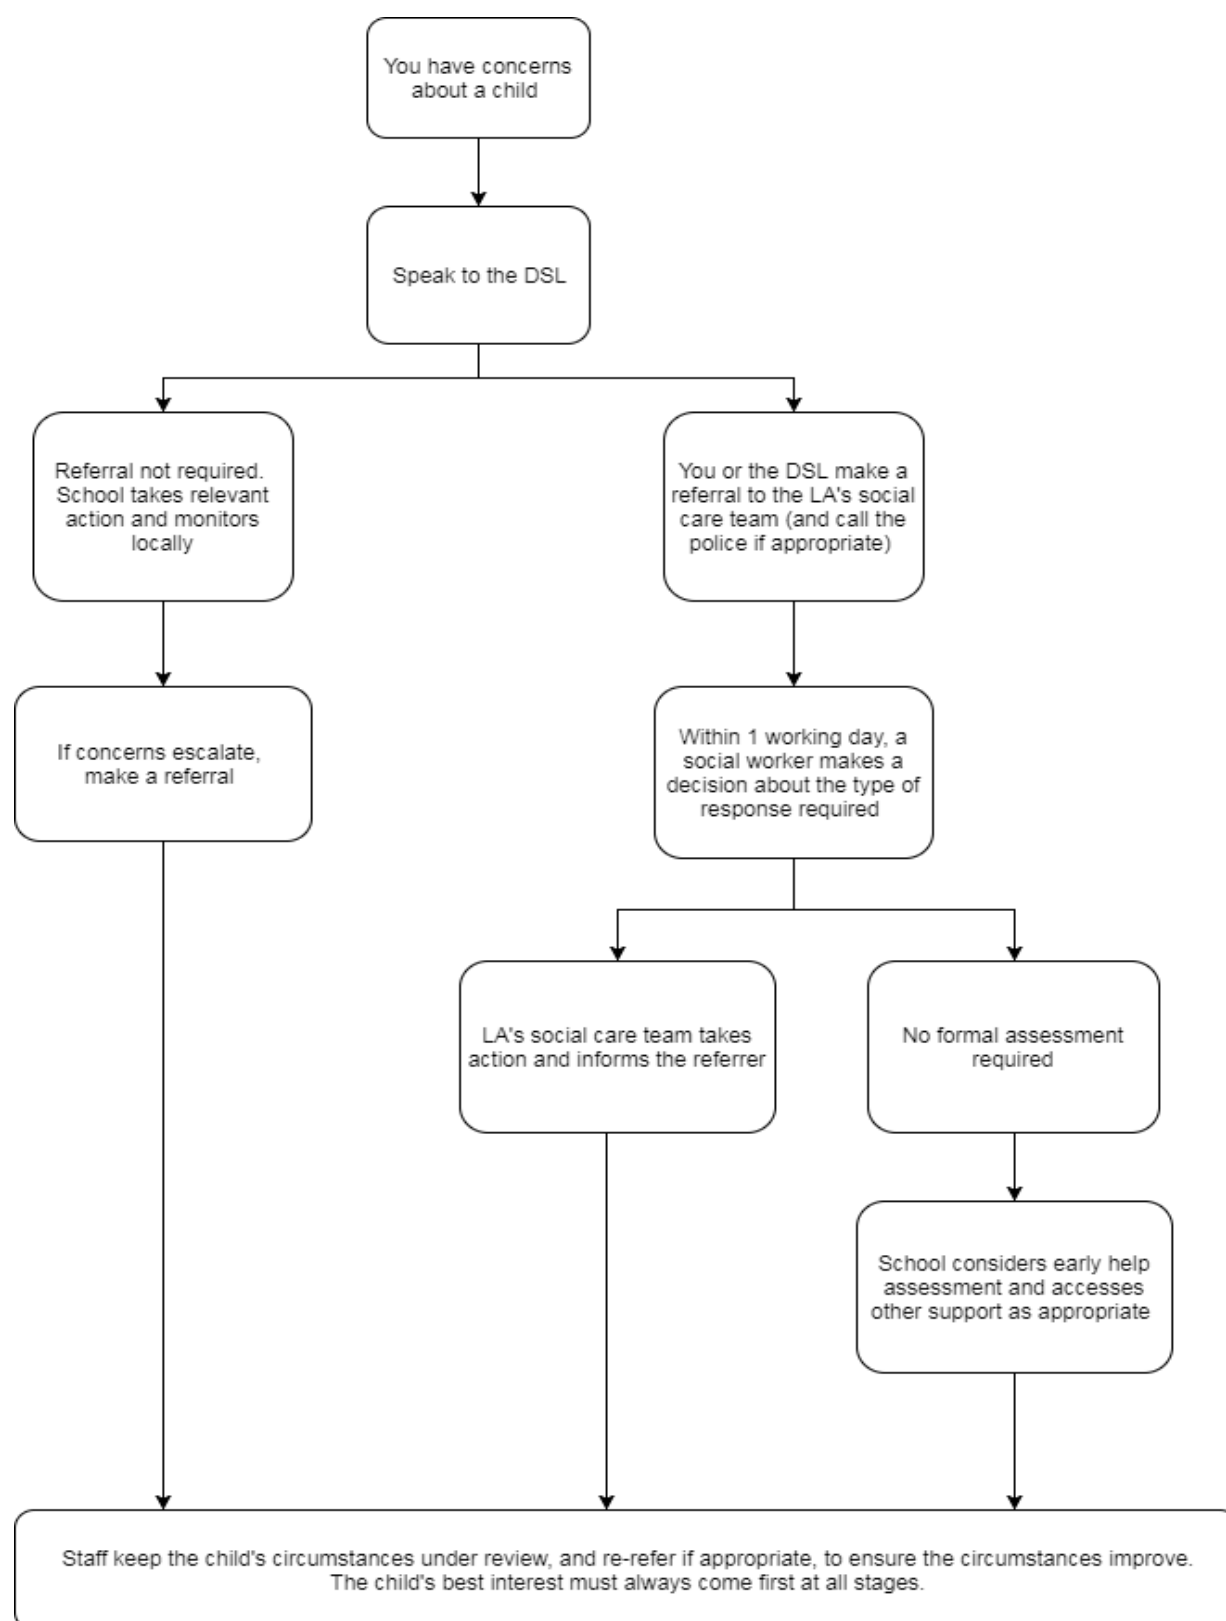 You have concerns
about a child
Speak to the DSL
Referral not required.
School takes relevant
action and monitors
locally
You or the DSL make a
referral to the LA's social
care team (and call the
police if appropriate)
If concerns escalate,
make a referral
Within 1 working day, a
social worker makes a
decision about the type of
response required
LA's social care team takes
action and informs the referrer
No formal assessment
required
School considers early help
assessment and accesses
other support as appropriate
Staff keep the child's circumstances under review, and re-refer if appropriate, to ensure the circumstances improve.
The child's best interest must always come first at all stages.